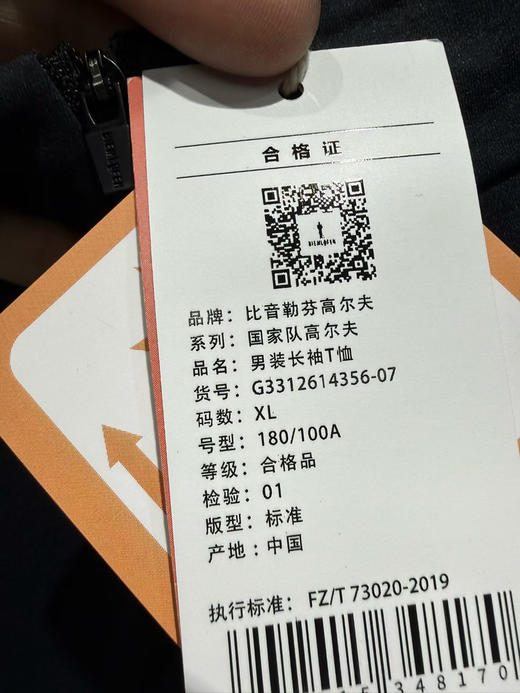 合格证
BIEMLOFEN
品牌：比音勒芬高尔夫
系列：国家队高尔夫
品名：男装长袖T恤
货号：G3312614356-07
码数：XL
号型：180/100A
等级：合格品
检验：01
版型：标准
产地：中国
执行标准：FZ/T 73020-2019
5 348170